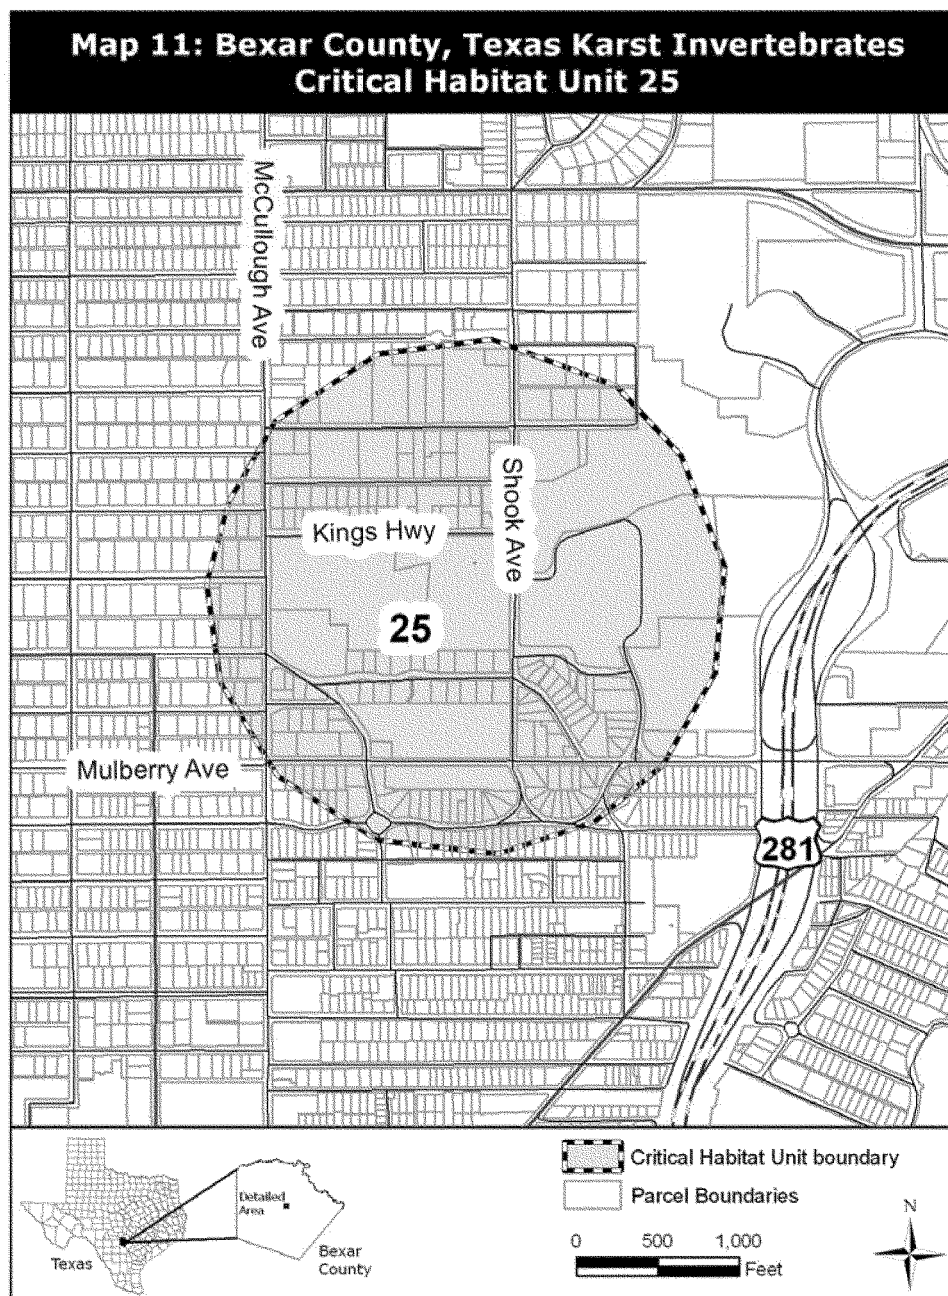 Map 11: Bexar County, Texas Karst Invertebrates
Critical Habitat Unit 25
McCullough Ave
Shook Ave
Kings Hwy
25
Mulberry Ave
281
Critical Habitat Unit boundary
Parcel Boundaries
0 500 1,000
Feet
N
Detailed
Area
Texas
Bexar
County